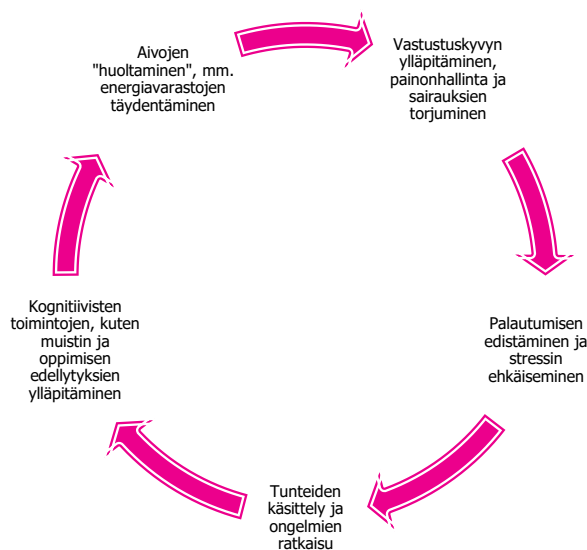 Aivojen
"huoltaminen", mm.
energiavarastojen
täydentäminen
Vastustuskyvyn
ylläpitäminen,
painonhallinta ja
sairauksien
torjuminen
Palautumisen
edistäminen ja
stressin
ehkäiseminen
Tunteiden
käsittely ja
ongelmien
ratkaisu
Kognitiivisten
toimintojen, kuten
muistin ja
oppimisen
edellytyksien
ylläpitäminen